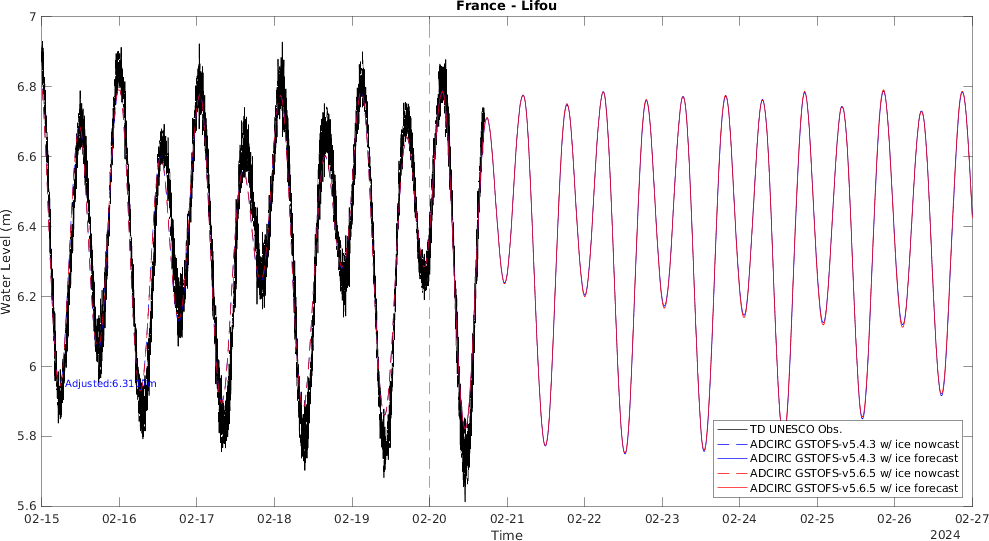 France - Lifou
Water Level (m)
7
6.8
6.6
6.4
6.2
6
5.8
5.6
02-15
02-16
02-17
02-18
02-19
02-20
02-21
02-22
02-23
02-24
02-25
02-26
02-27
Time
2024
TD UNESCO Obs.
ADCIRC GSTOFS-v5.4.3 w/ ice nowcast
ADCIRC GSTOFS-v5.4.3 w/ ice forecast
ADCIRC GSTOFS-v5.6.5 w/ ice nowcast
ADCIRC GSTOFS-v5.6.5 w/ ice forecast